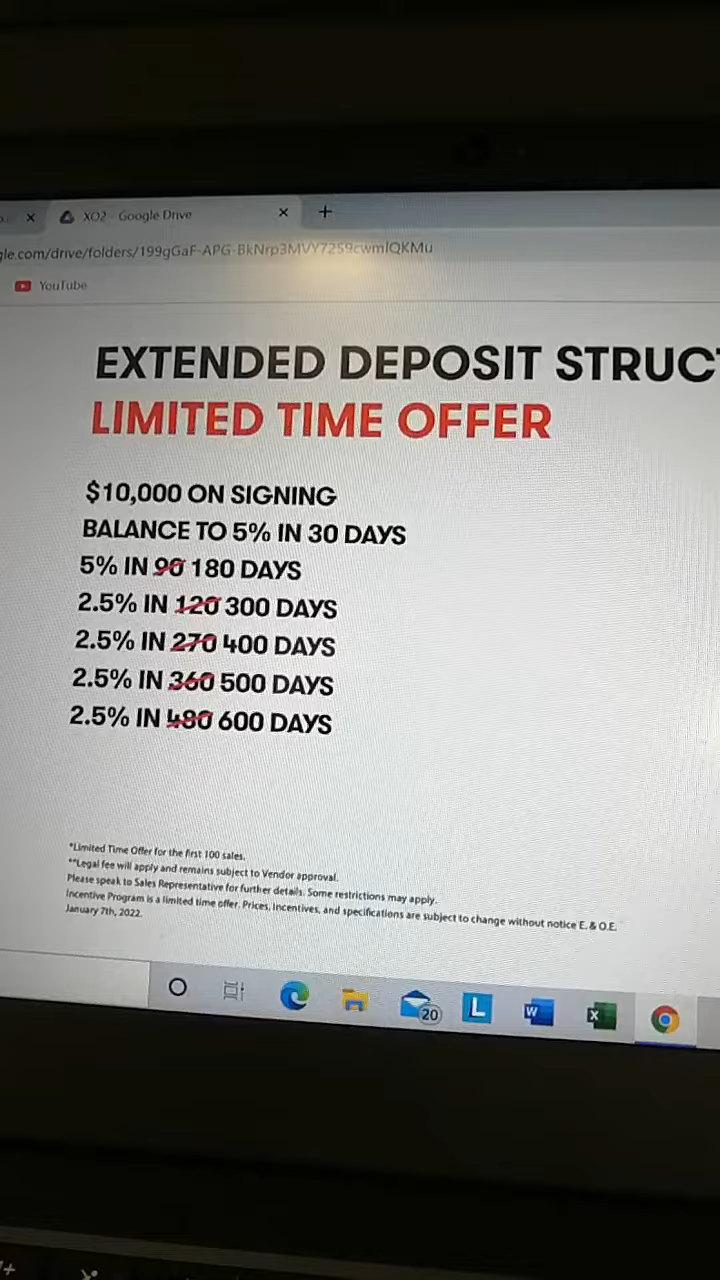 XO2 - Google Drive
gle.com/drive/folders/199gGaF-APG-BkNrp3MVY7259cwmlQKMu
YouTube
EXTENDED DEPOSIT STRUCT
LIMITED TIME OFFER
$10,000 ON SIGNING
BALANCE TO 5% IN 30 DAYS
5% IN 90 180 DAYS
2.5% IN 120 300 DAYS
2.5% IN 270 400 DAYS
2.5% IN 360 500 DAYS
2.5% IN 480 600 DAYS
*Limited Time Offer for the first 100 sales.
**Legal fee will apply and remains subject to Vendor approval.
Please speak to Sales Representative for further details. Some restrictions may apply.
Incentive Program is a limited time offer. Prices, Incentives, and specifications are subject to change without notice E. & O.E.
January 7th, 2022.
20
L
W
X